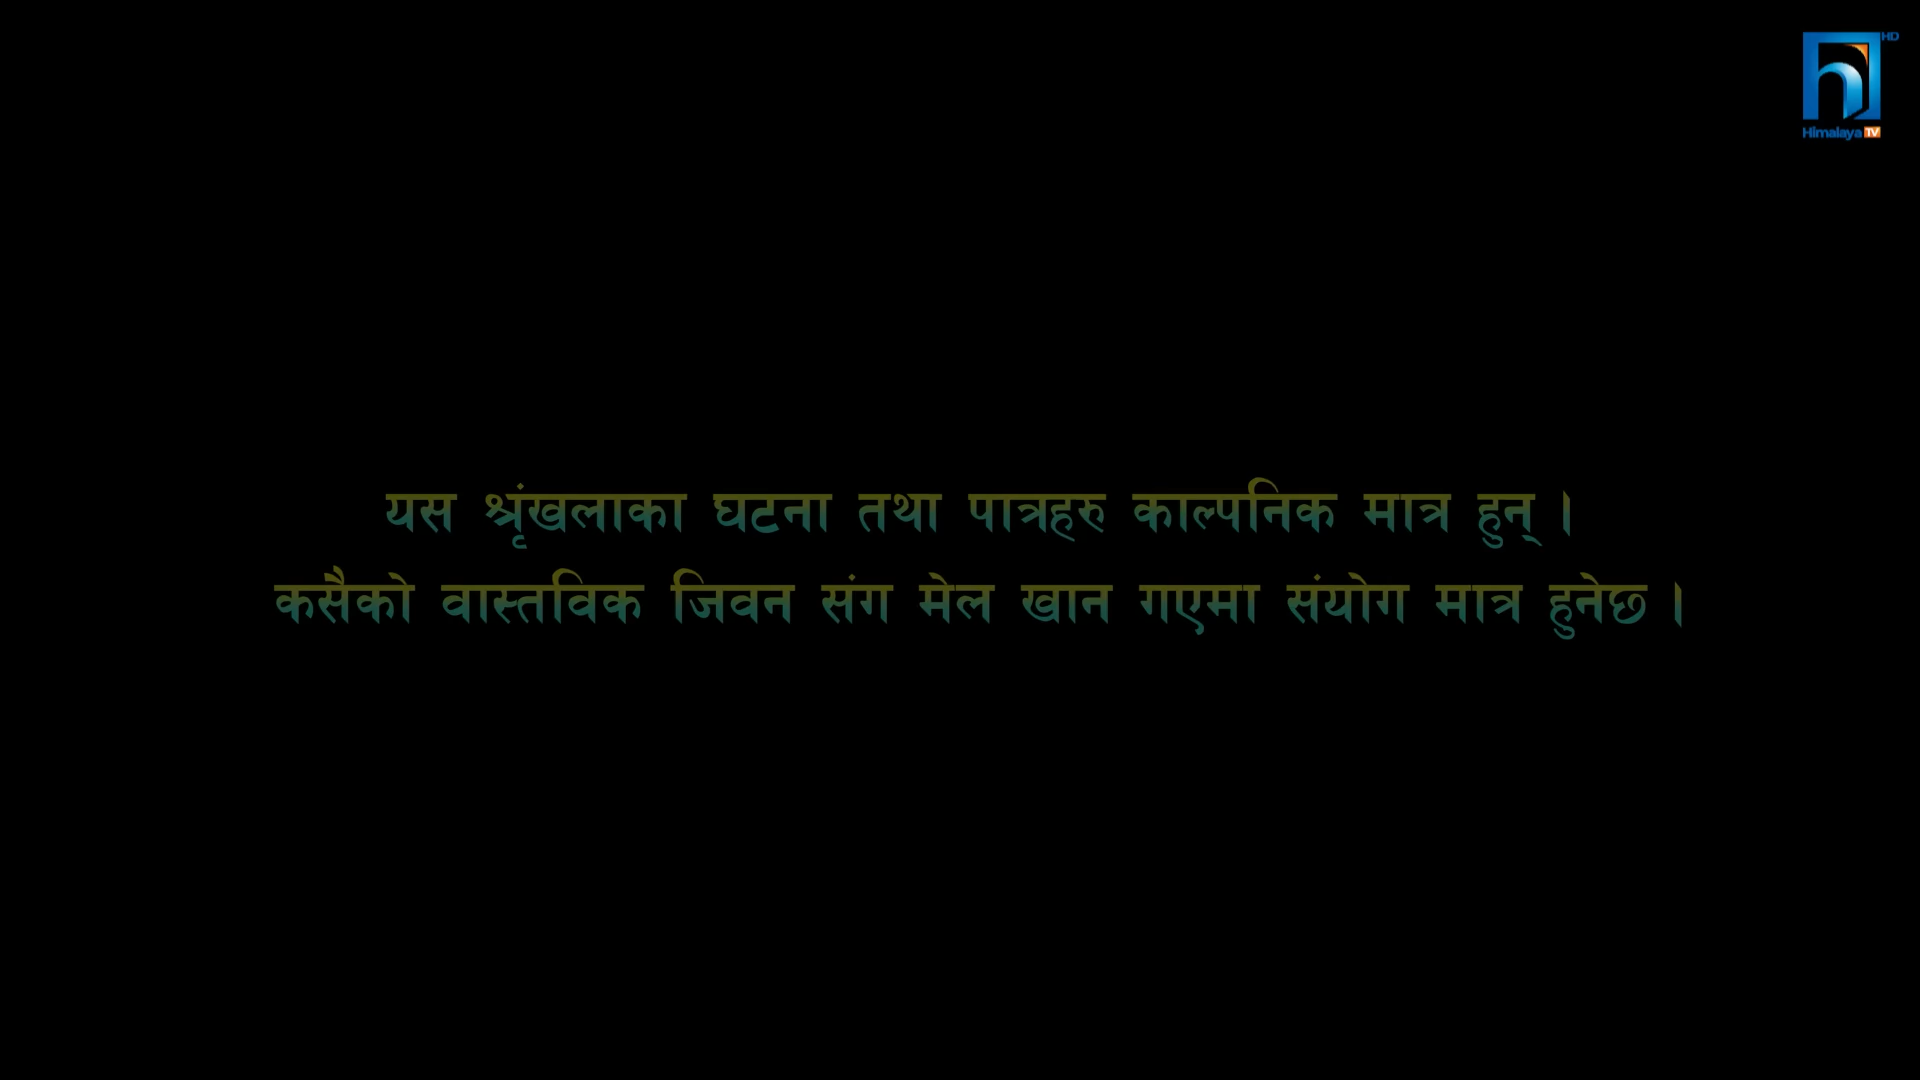 HD
Himalaya TV
यस श्रृंखलाका घटना तथा पात्रहरु काल्पनिक मात्र हुन् ।
कसैको वास्तविक जिवन संग मेल खान गएमा संयोग मात्र हुनेछ ।